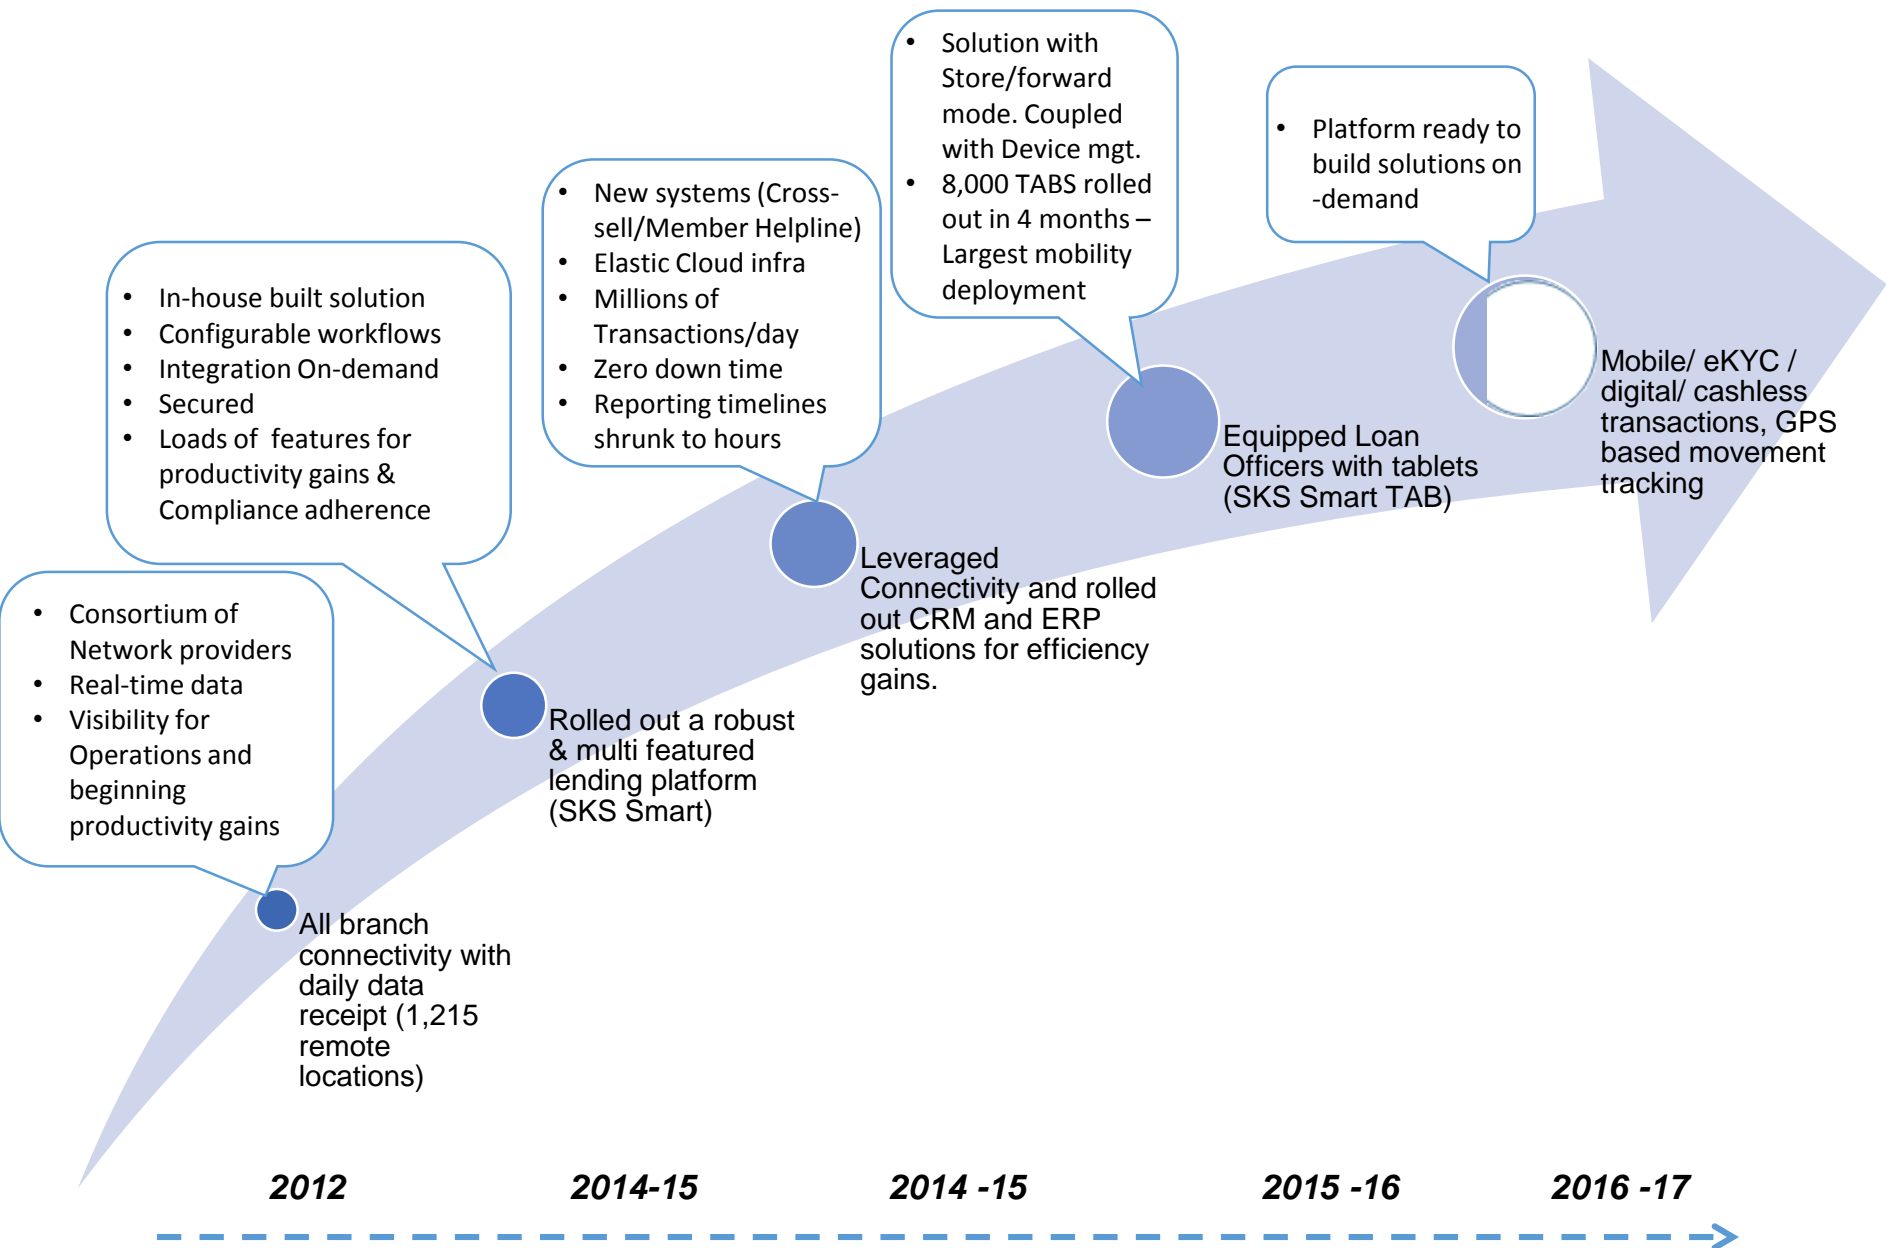 • Solution with
Store/forward
mode. Coupled
with Device mgt.
• 8,000 TABS rolled
out in 4 months –
Largest mobility
deployment
• Platform ready to
build solutions on
-demand
• New systems (Cross-
sell/Member Helpline)
• Elastic Cloud infra
• Millions of
Transactions/day
• Zero down time
• Reporting timelines
shrunk to hours
• In-house built solution
• Configurable workflows
• Integration On-demand
• Secured
• Loads of  features for
productivity gains &
Compliance adherence
• Consortium of
Network providers
• Real-time data
• Visibility for
Operations and
beginning
productivity gains
Mobile/ eKYC /
digital/ cashless
transactions, GPS
based movement
tracking
Equipped Loan
Officers with tablets
(SKS Smart TAB)
Leveraged
Connectivity and rolled
out CRM and ERP
solutions for efficiency
gains.
Rolled out a robust
& multi featured
lending platform
(SKS Smart)
All branch
connectivity with
daily data
receipt (1,215
remote
locations)
2012
2014-15
2014 -15
2015 -16
2016 -17